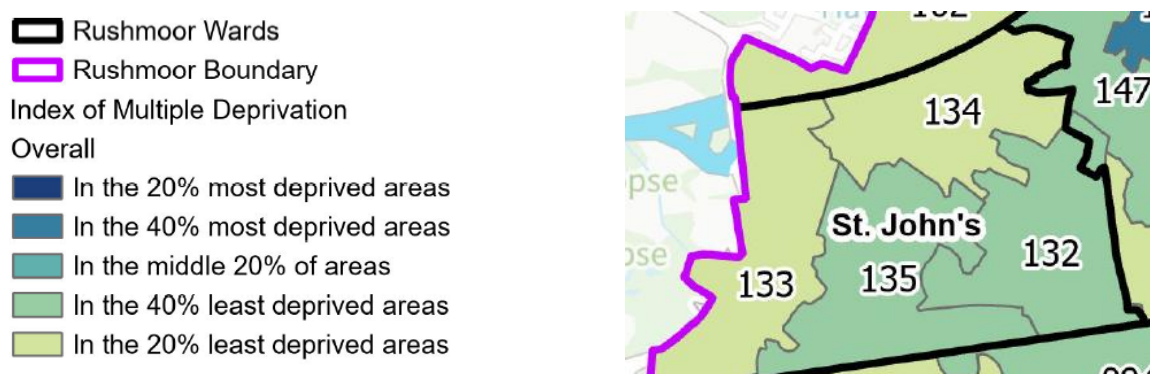 Rushmoor Wards
Rushmoor Boundary
Index of Multiple Deprivation
Overall
In the 20% most deprived areas
In the 40% most deprived areas
In the middle 20% of areas
In the 40% least deprived areas
In the 20% least deprived areas
134
147
St. John's
132
135
133